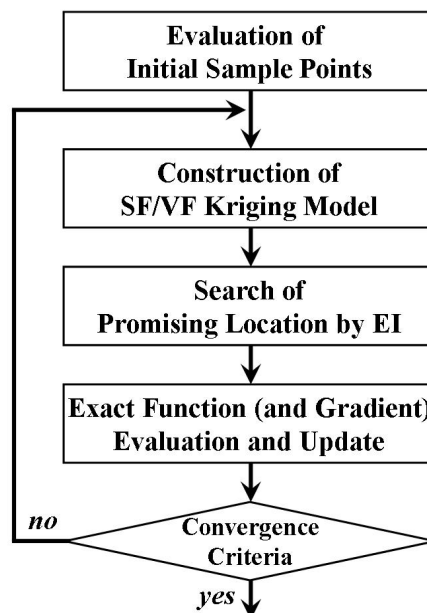 Evaluation of
Initial Sample Points
Construction of
SF/VF Kriging Model
Search of
Promising Location by EI
Exact Function (and Gradient)
Evaluation and Update
no
Convergence
Criteria
yes